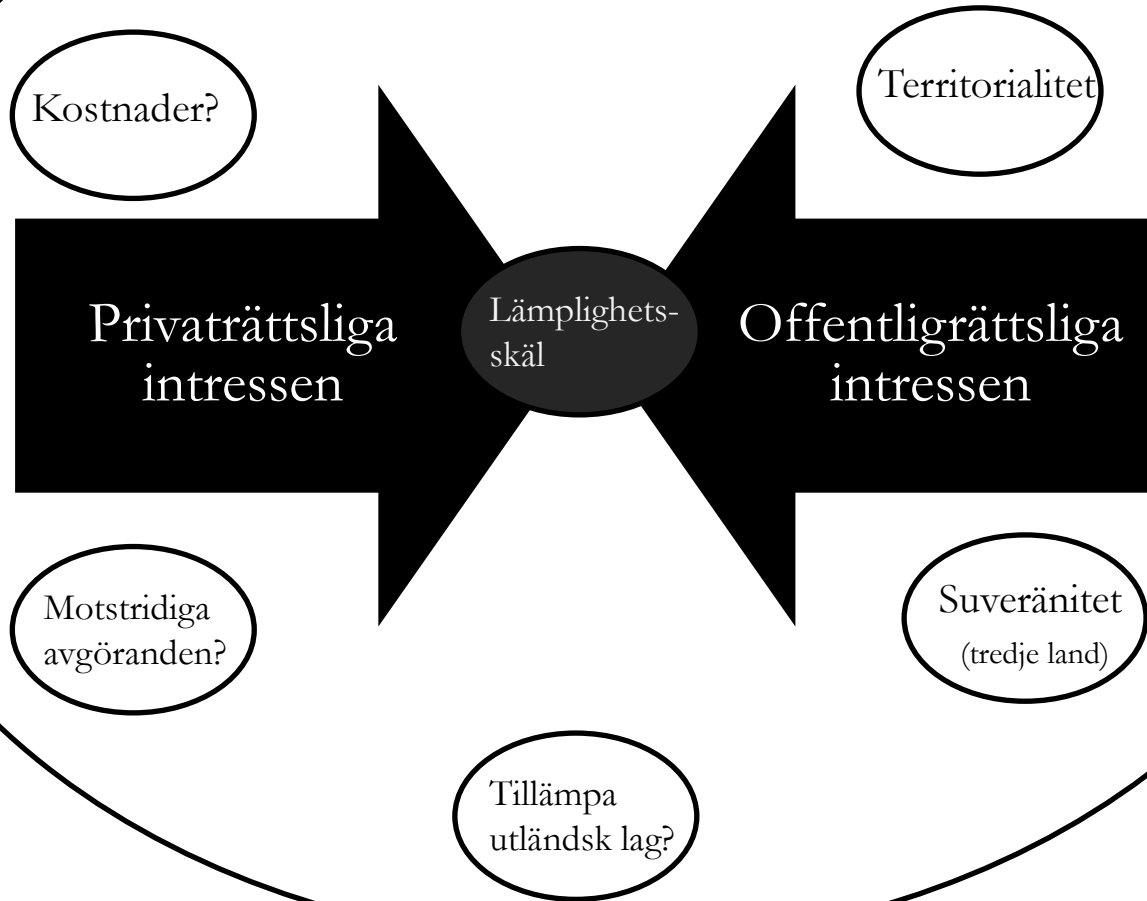 Kostnader?
Territorialitet
Privaträttsliga
intressen
Lämplighets-
skäl
Offentligrättsliga
intressen
Motstridiga
avgöranden?
Suveränitet
(tredje land)
Tillämpa
utländsk lag?